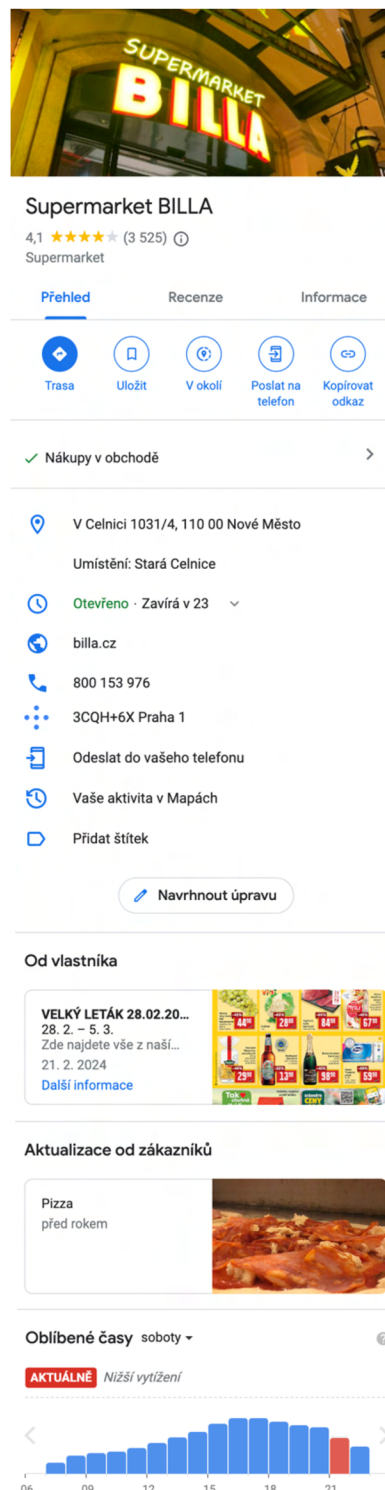 SUPERMARKET
BILLA
Supermarket BILLA
4,1 (3 525)
Supermarket
Přehled Recenze Informace
Trasa Uložit V okolí Poslat na telefon Kopírovat odkaz
Nákupy v obchodě
V Celnici 1031/4, 110 00 Nové Město
Umístění: Stará Celnice
Otevřeno · Zavírá v 23
billa.cz
800 153 976
3CQH+6X Praha 1
Odeslat do vašeho telefonu
Vaše aktivita v Mapách
Přidat štítek
Navrhnout úpravu
Od vlastníka
VELKÝ LETÁK 28.02.20...
28. 2. – 5. 3.
Zde najdete vše z naší...
21. 2. 2024
Další informace
Aktualizace od zákazníků
Pizza
před rokem
Oblíbené časy soboty
AKTUÁLNĚ Nižší vytížení
06 09 12 15 18 21